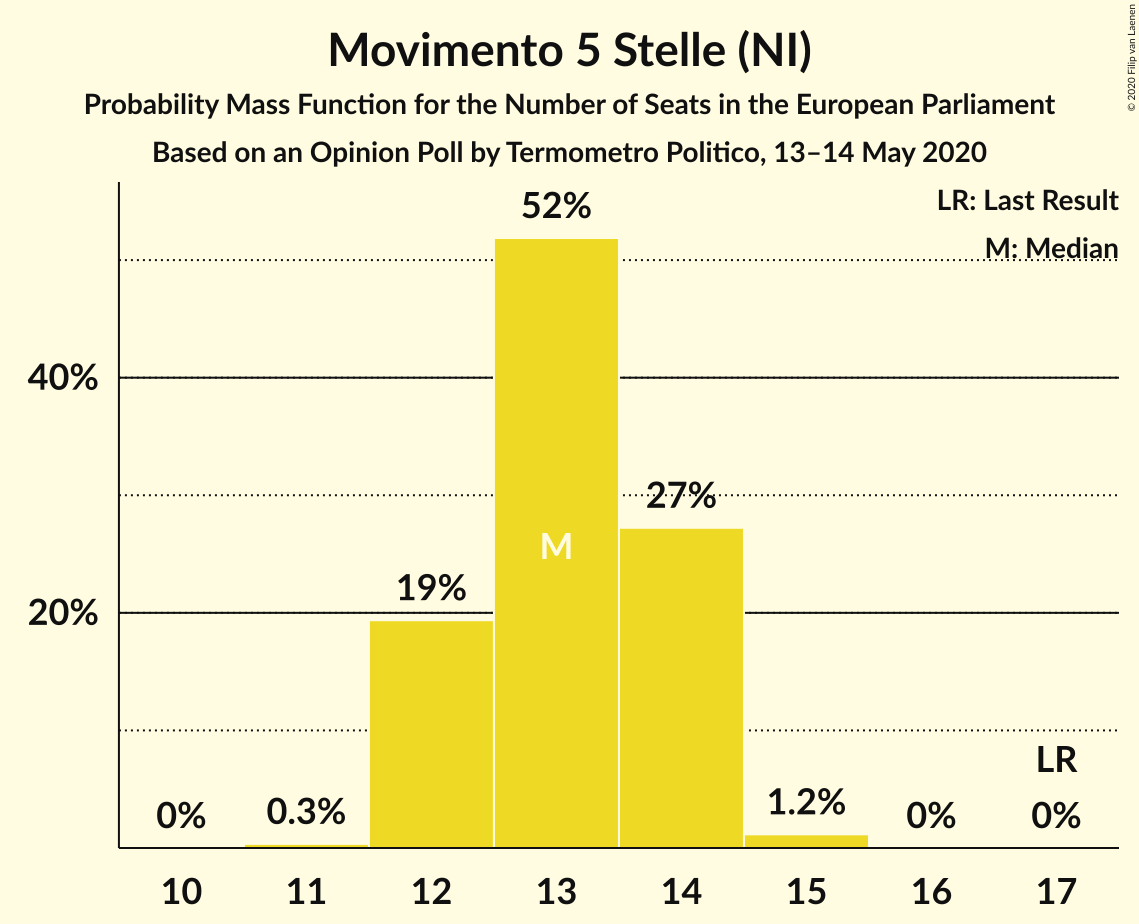 Movimento 5 Stelle (NI)
Probability Mass Function for the Number of Seats in the European Parliament
Based on an Opinion Poll by Termometro Politico, 13–14 May 2020
© 2020 Filip van Laenen
LR: Last Result
M: Median
52%
40%
27%
M
19%
20%
LR
0%
0.3%
1.2%
0%
0%
10 11 12 13 14 15 16 17